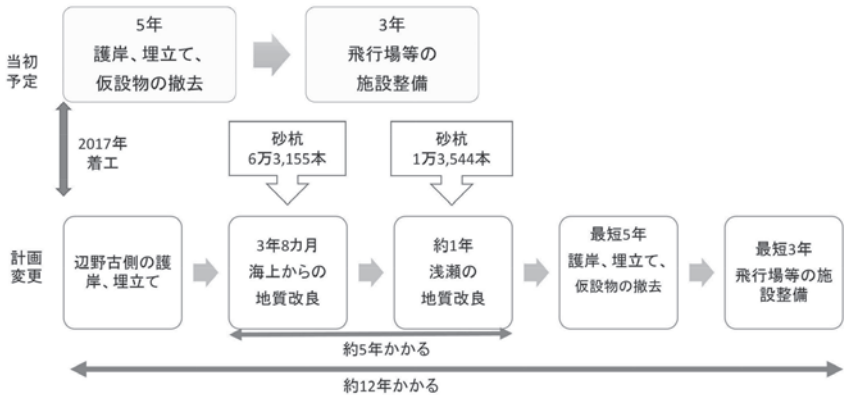 当初
予定
5年
護岸、埋立て、
仮設物の撤去
3年
飛行場等の
施設整備
2017年
着工
砂杭
6万3,155本
砂杭
1万3,544本
計画
変更
辺野古側の護
岸、埋立て
3年8カ月
海上からの
地質改良
約1年
浅瀬の
地質改良
最短5年
護岸、埋立て、
仮設物の撤去
最短3年
飛行場等の施
設整備
約5年かかる
約12年かかる